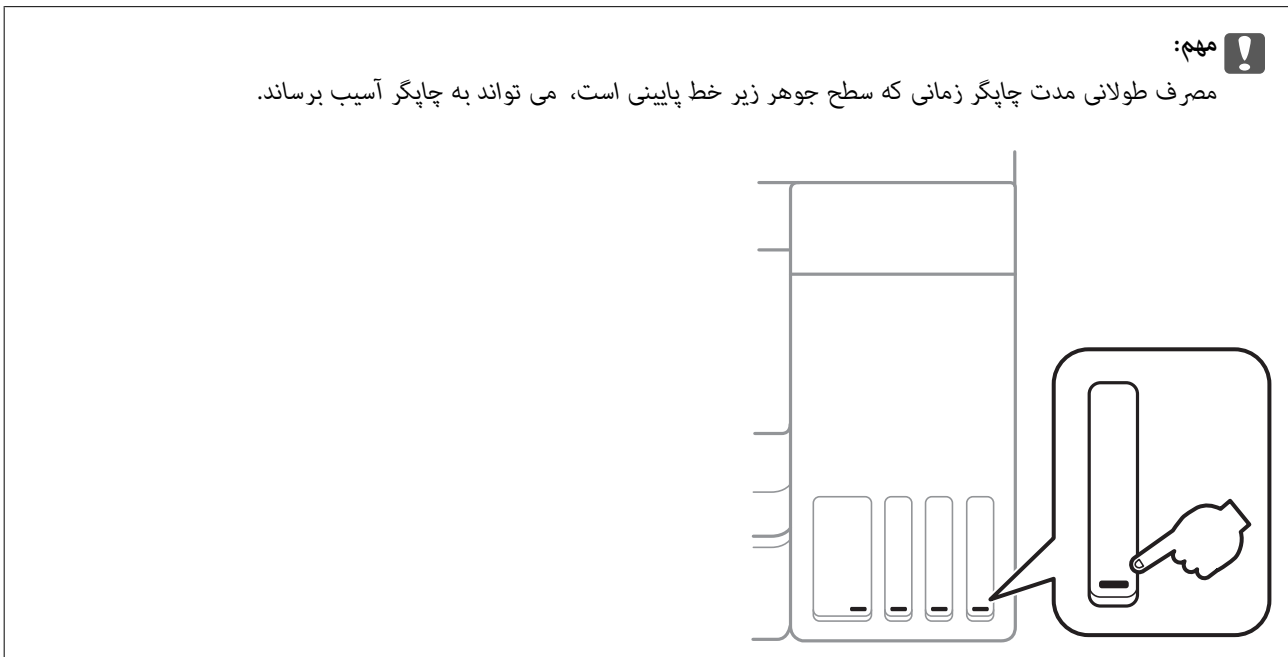 مهم:
مصرف طولانی مدت چاپگر زمانی که سطح جوهر زیر خط پایینی است، می تواند به چاپگر آسیب برساند.